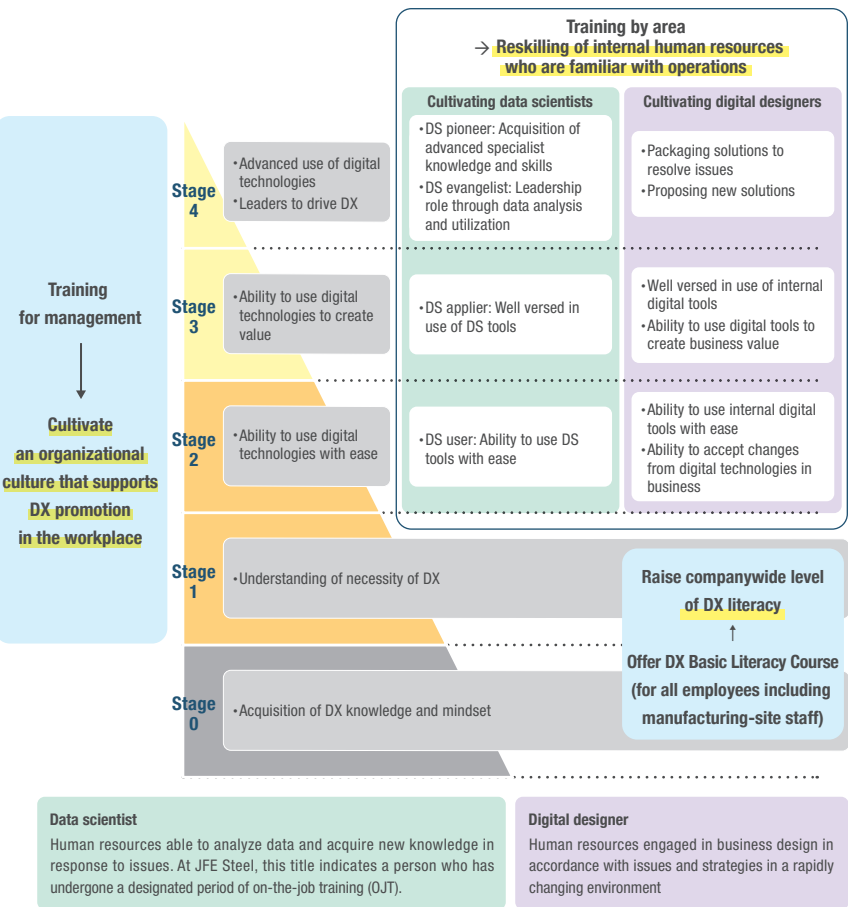 Training by area
→ Reskilling of internal human resources
who are familiar with operations
Cultivating data scientists
Cultivating digital designers
Training
for management
↓
Cultivate
an organizational
culture that supports
DX promotion
in the workplace
Stage
4
•Advanced use of digital
technologies
•Leaders to drive DX
•DS pioneer: Acquisition of
advanced specialist
knowledge and skills
•DS evangelist: Leadership
role through data analysis
and utilization
•Packaging solutions to
resolve issues
•Proposing new solutions
Stage
3
•Ability to use digital
technologies to create
value
•DS applier: Well versed in
use of DS tools
•Well versed in use of internal
digital tools
•Ability to use digital tools to
create business value
Stage
2
•Ability to use digital
technologies with ease
•DS user: Ability to use DS
tools with ease
•Ability to use internal digital
tools with ease
•Ability to accept changes
from digital technologies in
business
Stage
1
•Understanding of necessity of DX
Stage
0
•Acquisition of DX knowledge and mindset
Raise companywide level
of DX literacy
↑
Offer DX Basic Literacy Course
(for all employees including
manufacturing-site staff)
Data scientist
Human resources able to analyze data and acquire new knowledge in
response to issues. At JFE Steel, this title indicates a person who has
undergone a designated period of on-the-job training (OJT).
Digital designer
Human resources engaged in business design in
accordance with issues and strategies in a rapidly
changing environment